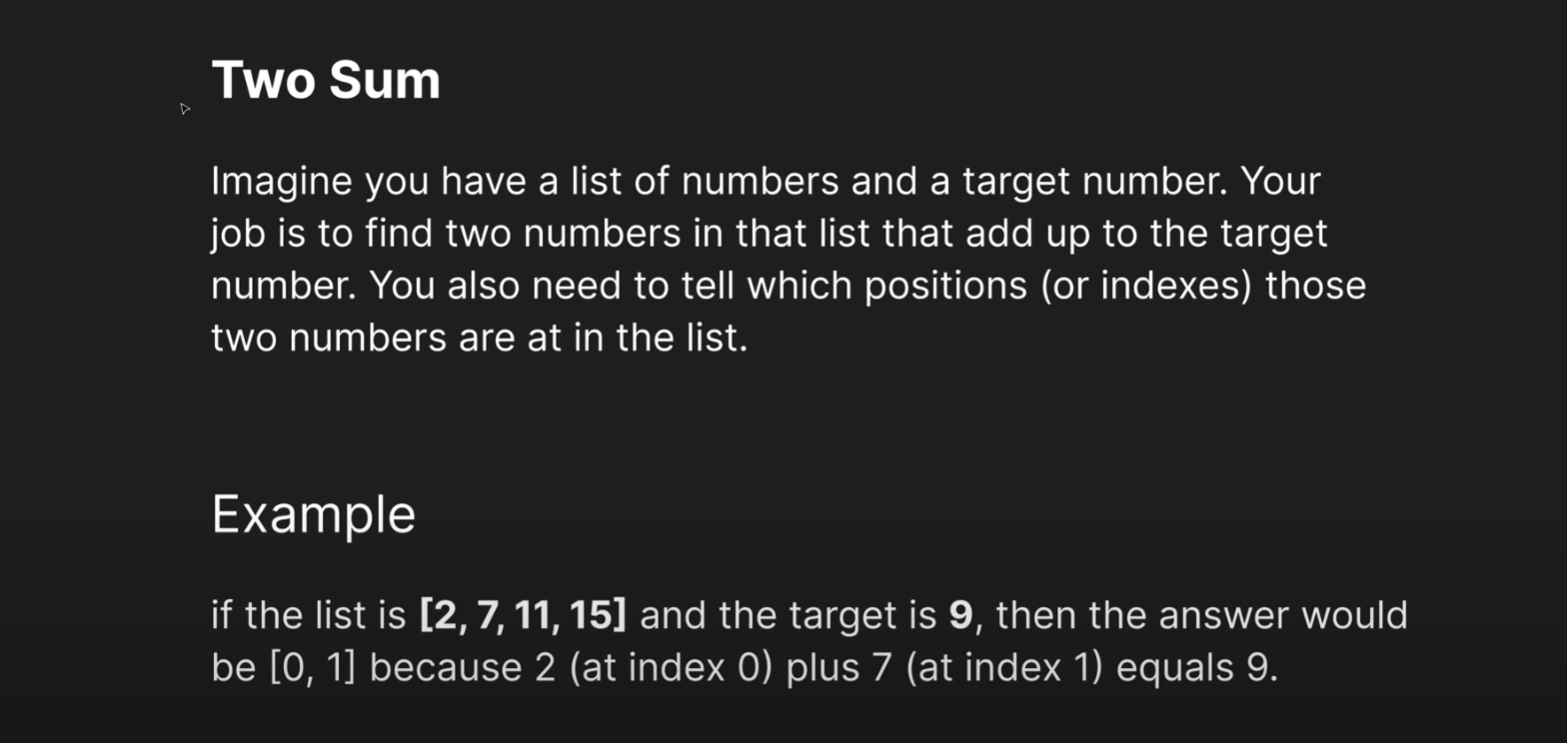 Two Sum
Imagine you have a list of numbers and a target number. Your
job is to find two numbers in that list that add up to the target
number. You also need to tell which positions (or indexes) those
two numbers are at in the list.
Example
if the list is [2, 7, 11, 15] and the target is 9, then the answer would
be [0, 1] because 2 (at index 0) plus 7 (at index 1) equals 9.